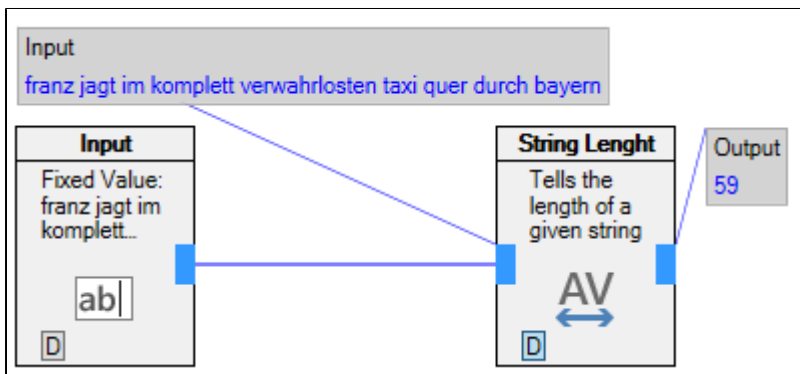 Input
franz jagt im komplett verwahrlosten taxi quer durch bayern
Input
Fixed Value:
franz jagt im
komplett...
ab|
D
String Lenght
Tells the
length of a
given string
AV
D
Output
59